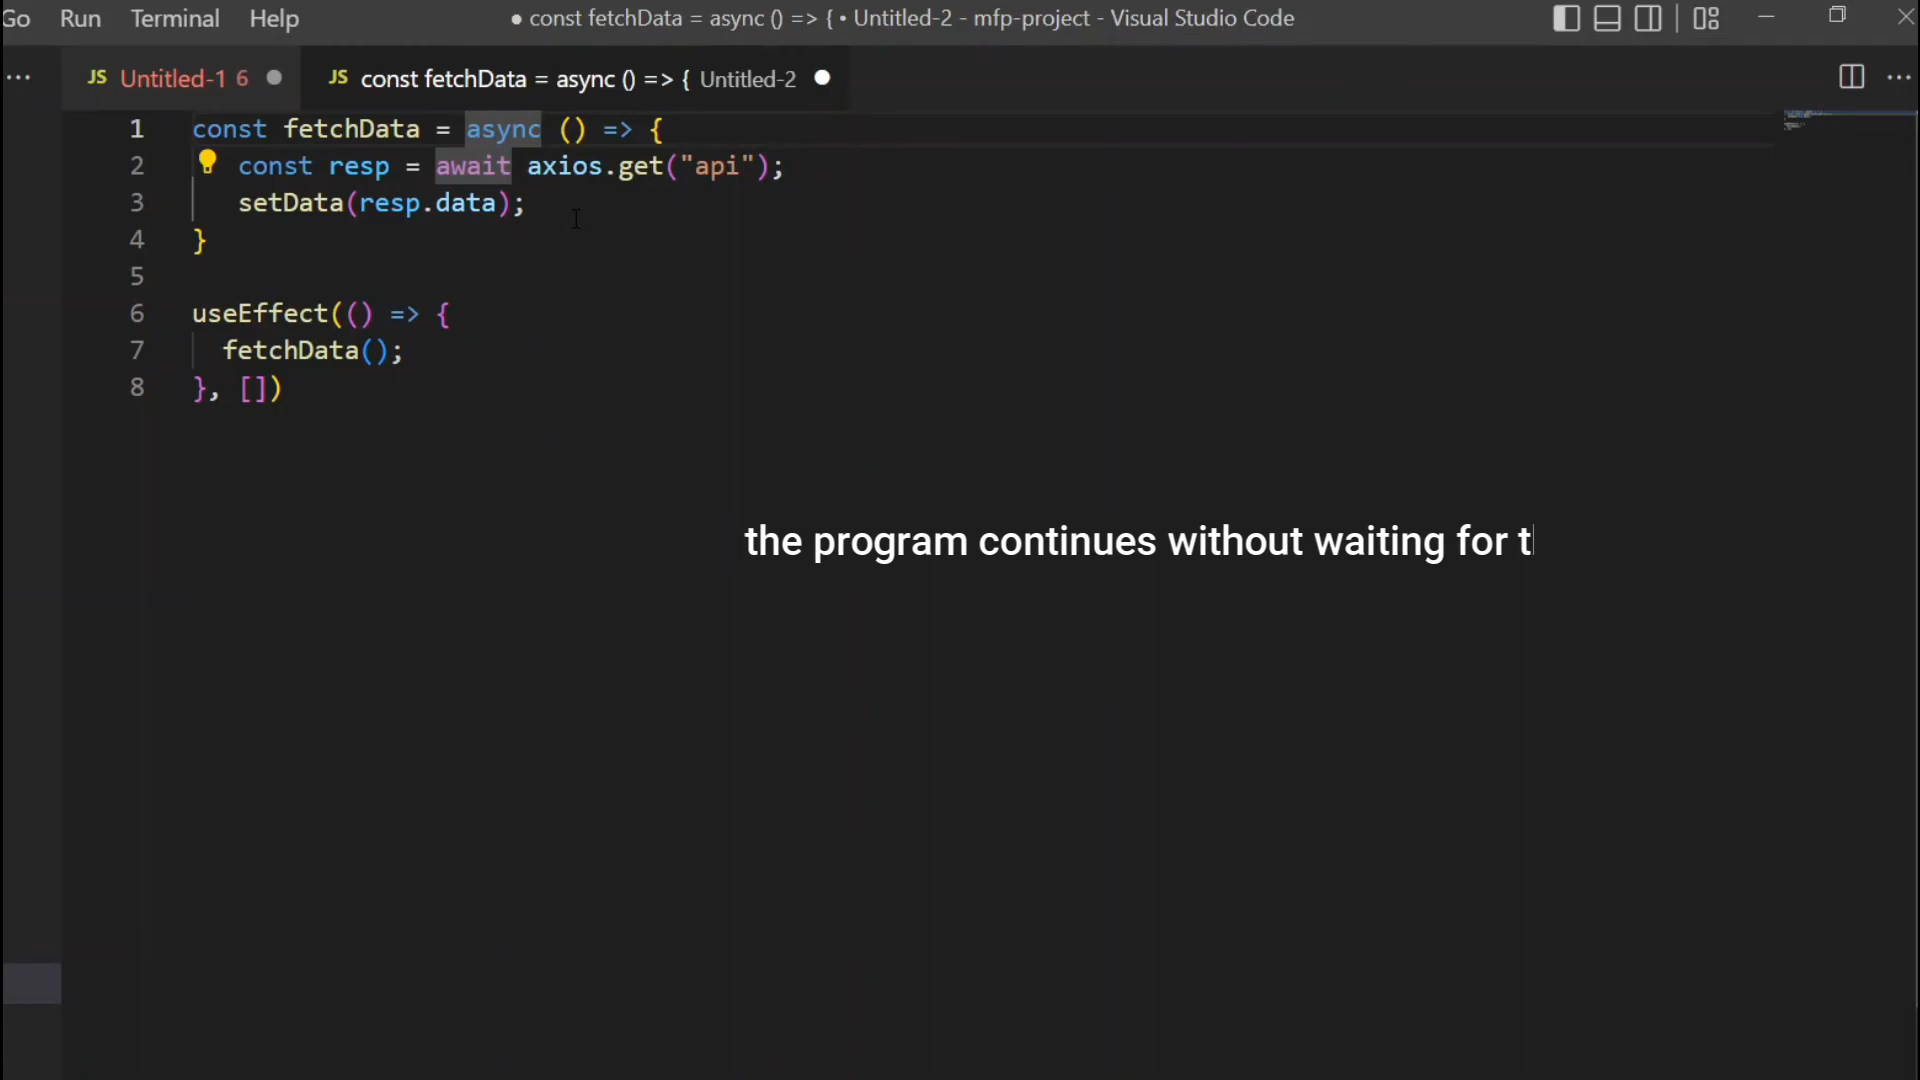 Go Run Terminal Help ● const fetchData = async () => { • Untitled-2 - mfp-project - Visual Studio Code
JS Untitled-1 6 ● JS const fetchData = async () => { Untitled-2 ●
1 const fetchData = async () => {
2 const resp = await axios.get("api");
3 setData(resp.data);
4 }
5
6 useEffect(() => {
7 fetchData();
8 }, [])
the program continues without waiting for t